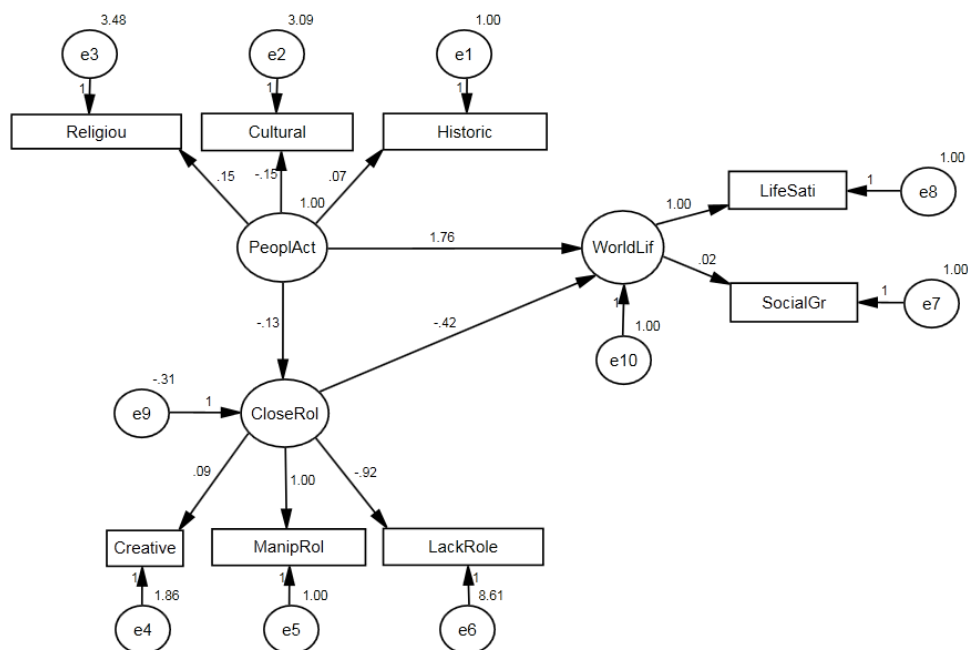 3.48
3.09
1.00
e3
e2
e1
1
1
1
Religiou
Cultural
Historic
1.00
.15
-.15
.07
LifeSati
1
e8
1.00
1.00
PeoplAct
1.76
WorldLif
.02
1.00
SocialGr
1
e7
-.13
-.42
1
1.00
e10
-.31
e9
1
CloseRol
.09
1.00
-.92
Creative
ManipRol
LackRole
1
1.86
1
1.00
1
8.61
e4
e5
e6